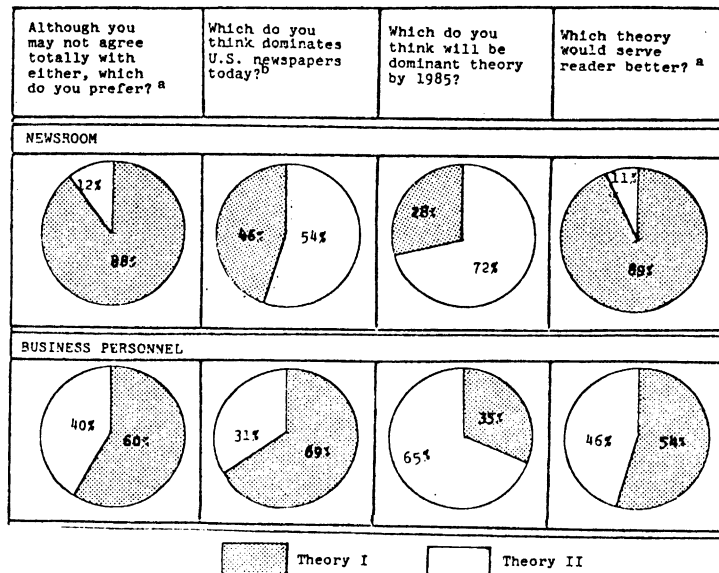 Although you
may not agree
totally with
either, which
do you prefer? a
Which do you
think dominates
U.S. newspapers
today?b
Which do you
think will be
dominant theory
by 1985?
Which theory
would serve
reader better? a
NEWSROOM
12%
88%
46%
54%
28%
72%
11%
89%
BUSINESS PERSONNEL
40%
60%
31%
69%
35%
65%
46%
54%
Theory I
Theory II